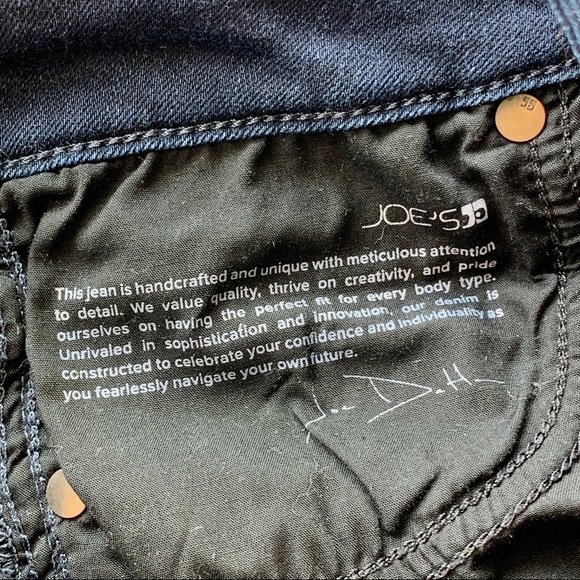 JOE'S
This jean is handcrafted and unique with meticulous attention
to detail. We value quality, thrive on creativity, and pride
ourselves on having the perfect fit for every body type.
Unrivaled in sophistication and innovation, our denim is
constructed to celebrate your confidence and individuality as
you fearlessly navigate your own future.
Joe Dahan